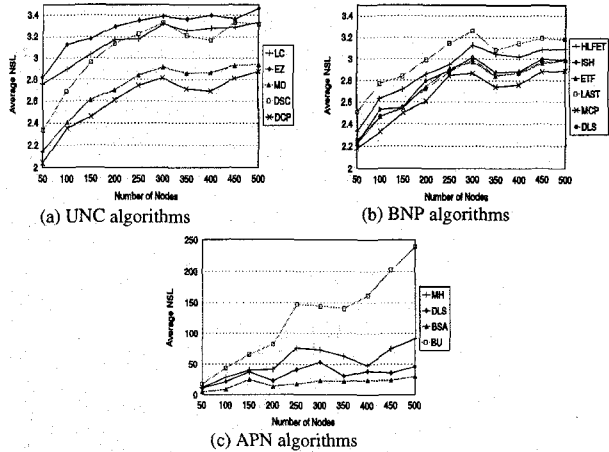 3.4
3.2
3
2.8
2.6
2.4
2.2
2
Average NSL
50 100 150 200 250 300 350 400 450 500
Number of Nodes
LC
EZ
MD
DSC
DCP
(a) UNC algorithms
3.4
3.2
3
2.8
2.6
2.4
2.2
2
Average NSL
50 100 150 200 250 300 350 400 450 500
Number of Nodes
HLFET
ISH
ETF
LAST
MCP
DLS
(b) BNP algorithms
250
200
150
100
50
0
Average NSL
50 100 150 200 250 300 350 400 450 500
Number of Nodes
MH
DLS
BSA
BU
(c) APN algorithms